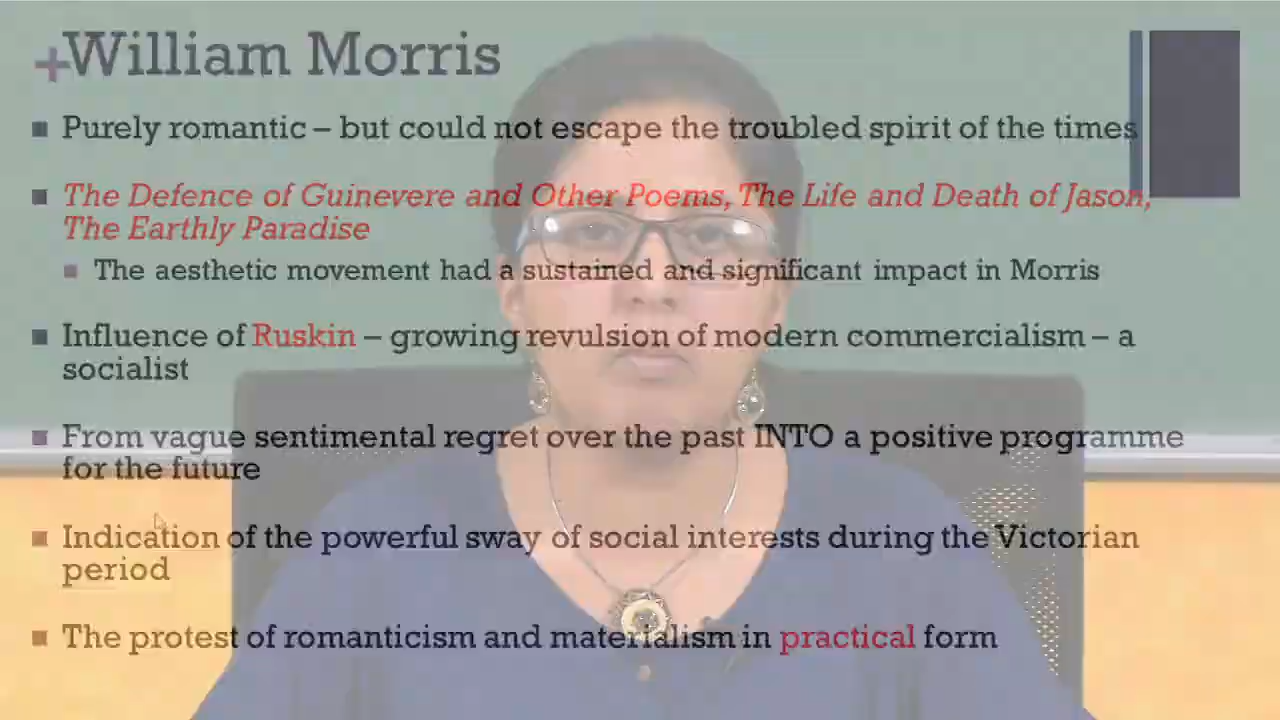 +William Morris
Purely romantic – but could not escape the troubled spirit of the times
The Defence of Guinevere and Other Poems, The Life and Death of Jason,
The Earthly Paradise
The aesthetic movement had a sustained and significant impact in Morris
Influence of Ruskin – growing revulsion of modern commercialism – a
socialist
From vague sentimental regret over the past INTO a positive programme
for the future
Indication of the powerful sway of social interests during the Victorian
period
The protest of romanticism and materialism in practical form